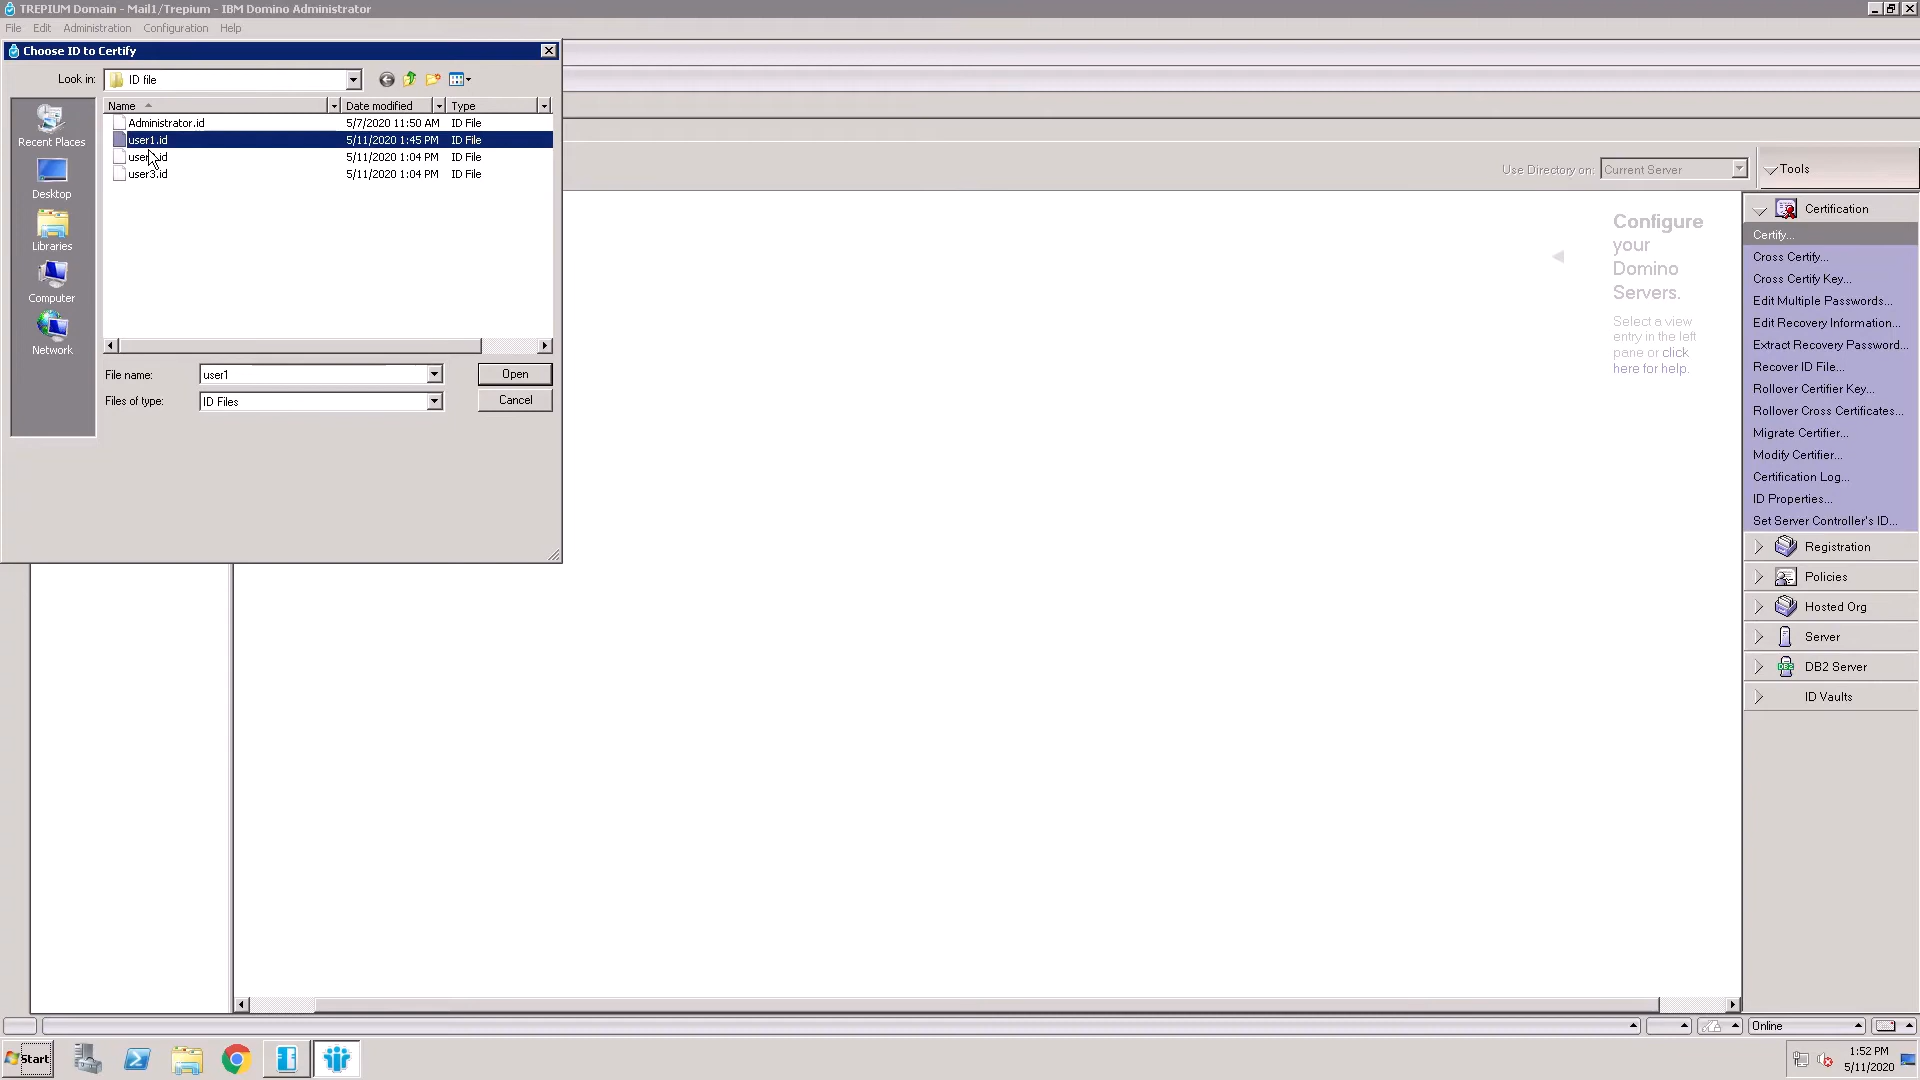 TREPIUM Domain - Mail1/Trepium - IBM Domino Administrator
File Edit Administration Configuration Help
Choose ID to Certify
Look in: ID file
Name Date modified Type
Administrator.id 5/7/2020 11:50 AM ID File
user1.id 5/11/2020 1:45 PM ID File
5/11/2020 1:04 PM ID File
user3.id 5/11/2020 1:04 PM ID File
Recent Places
Desktop
Libraries
Computer
Network
File name: user1 Open
Files of type: ID Files Cancel
Use Directory on: Current Server
Tools
Configure
your
Domino
Servers.
Select a view
entry in the left
pane or click
here for help.
Certification
Certify...
Cross Certify...
Cross Certify Key...
Edit Multiple Passwords...
Edit Recovery Information...
Extract Recovery Password...
Recover ID File...
Rollover Certifier Key...
Rollover Cross Certificates...
Migrate Certifier...
Modify Certifier...
Certification Log...
ID Properties...
Set Server Controller's ID...
Registration
Policies
Hosted Org
Server
DB2 Server
ID Vaults
Online
Start
1:52 PM
5/11/2020